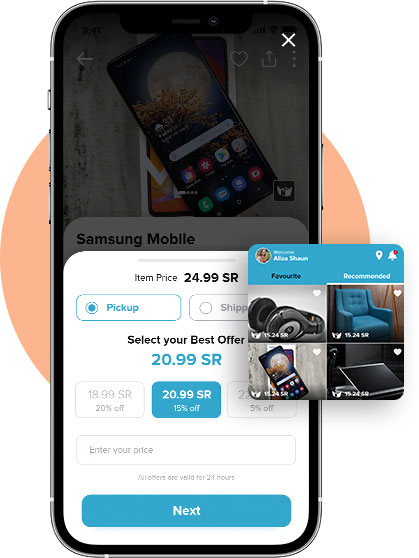 9:41
Samsung Mobile
Item Price 24.99 SR
Pickup
Shipp
Select your Best Offer
20.99 SR
18.99 SR
20.99 SR
22
20% off
15% off
5% off
Enter your price
All offers are valid for 24 hours
Next
Welcome
Aliza Shaun
Favourite
Recommended
15.24 SR
15.24 SR
15.24 SR
15.24 SR